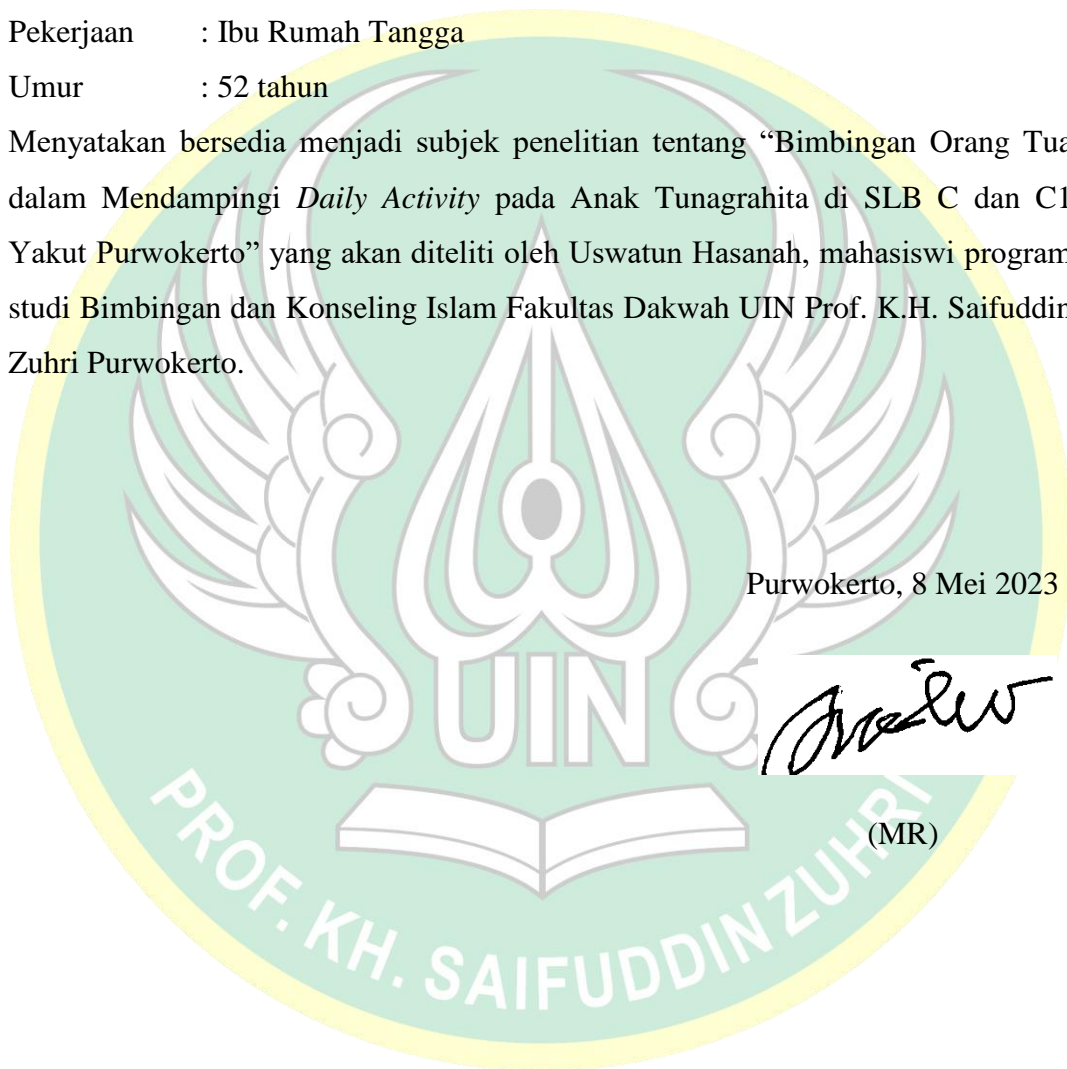 Pekerjaan : Ibu Rumah Tangga
Umur : 52 tahun
Menyatakan bersedia menjadi subjek penelitian tentang “Bimbingan Orang Tua
dalam Mendampingi Daily Activity pada Anak Tunagrahita di SLB C dan C1
Yakut Purwokerto” yang akan diteliti oleh Uswatun Hasanah, mahasiswi program
studi Bimbingan dan Konseling Islam Fakultas Dakwah UIN Prof. K.H. Saifuddin
Zuhri Purwokerto.
Purwokerto, 8 Mei 2023
(MR)
UIN
PROF. KH. SAIFUDDIN ZUHRI